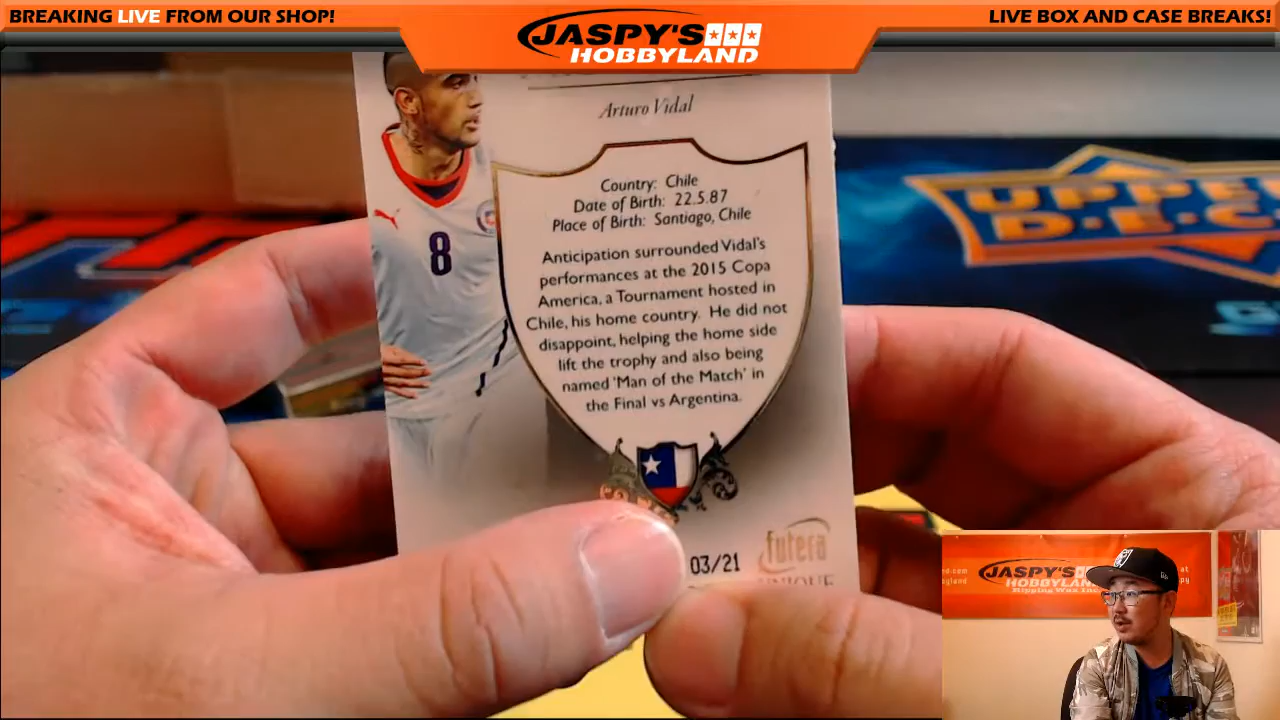 BREAKING LIVE FROM OUR SHOP!
JASPY'S
HOBBYLAND
LIVE BOX AND CASE BREAKS!
Arturo Vidal
Country: Chile
Date of Birth: 22.5.87
Place of Birth: Santiago, Chile
Anticipation surrounded Vidal's
performances at the 2015 Copa
America, a Tournament hosted in
Chile, his home country. He did not
disappoint, helping the home side
lift the trophy and also being
named 'Man of the Match' in
the Final vs Argentina.
8
03/21
futera
UNIQUE
UPPER
D.E.C
JASPY'S
HOBBYLAND
Ripping Wax